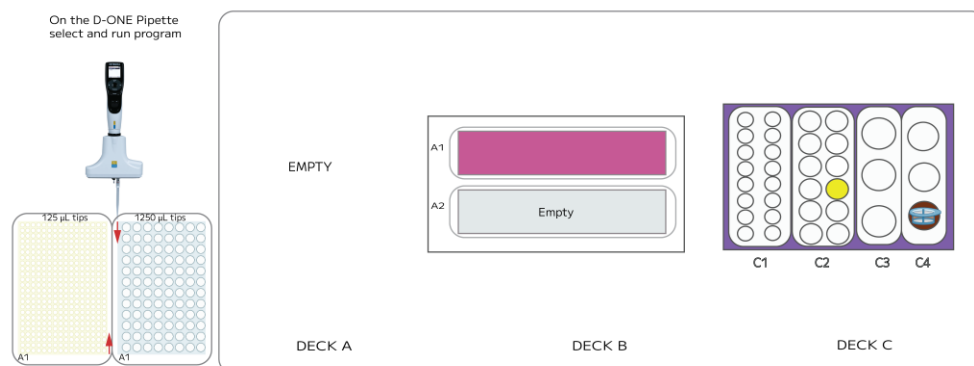 On the D-ONE Pipette
select and run program
125 µL tips
1250 µL tips
A1
A1
EMPTY
A1
A2
Empty
C1
C2
C3
C4
DECK A
DECK B
DECK C